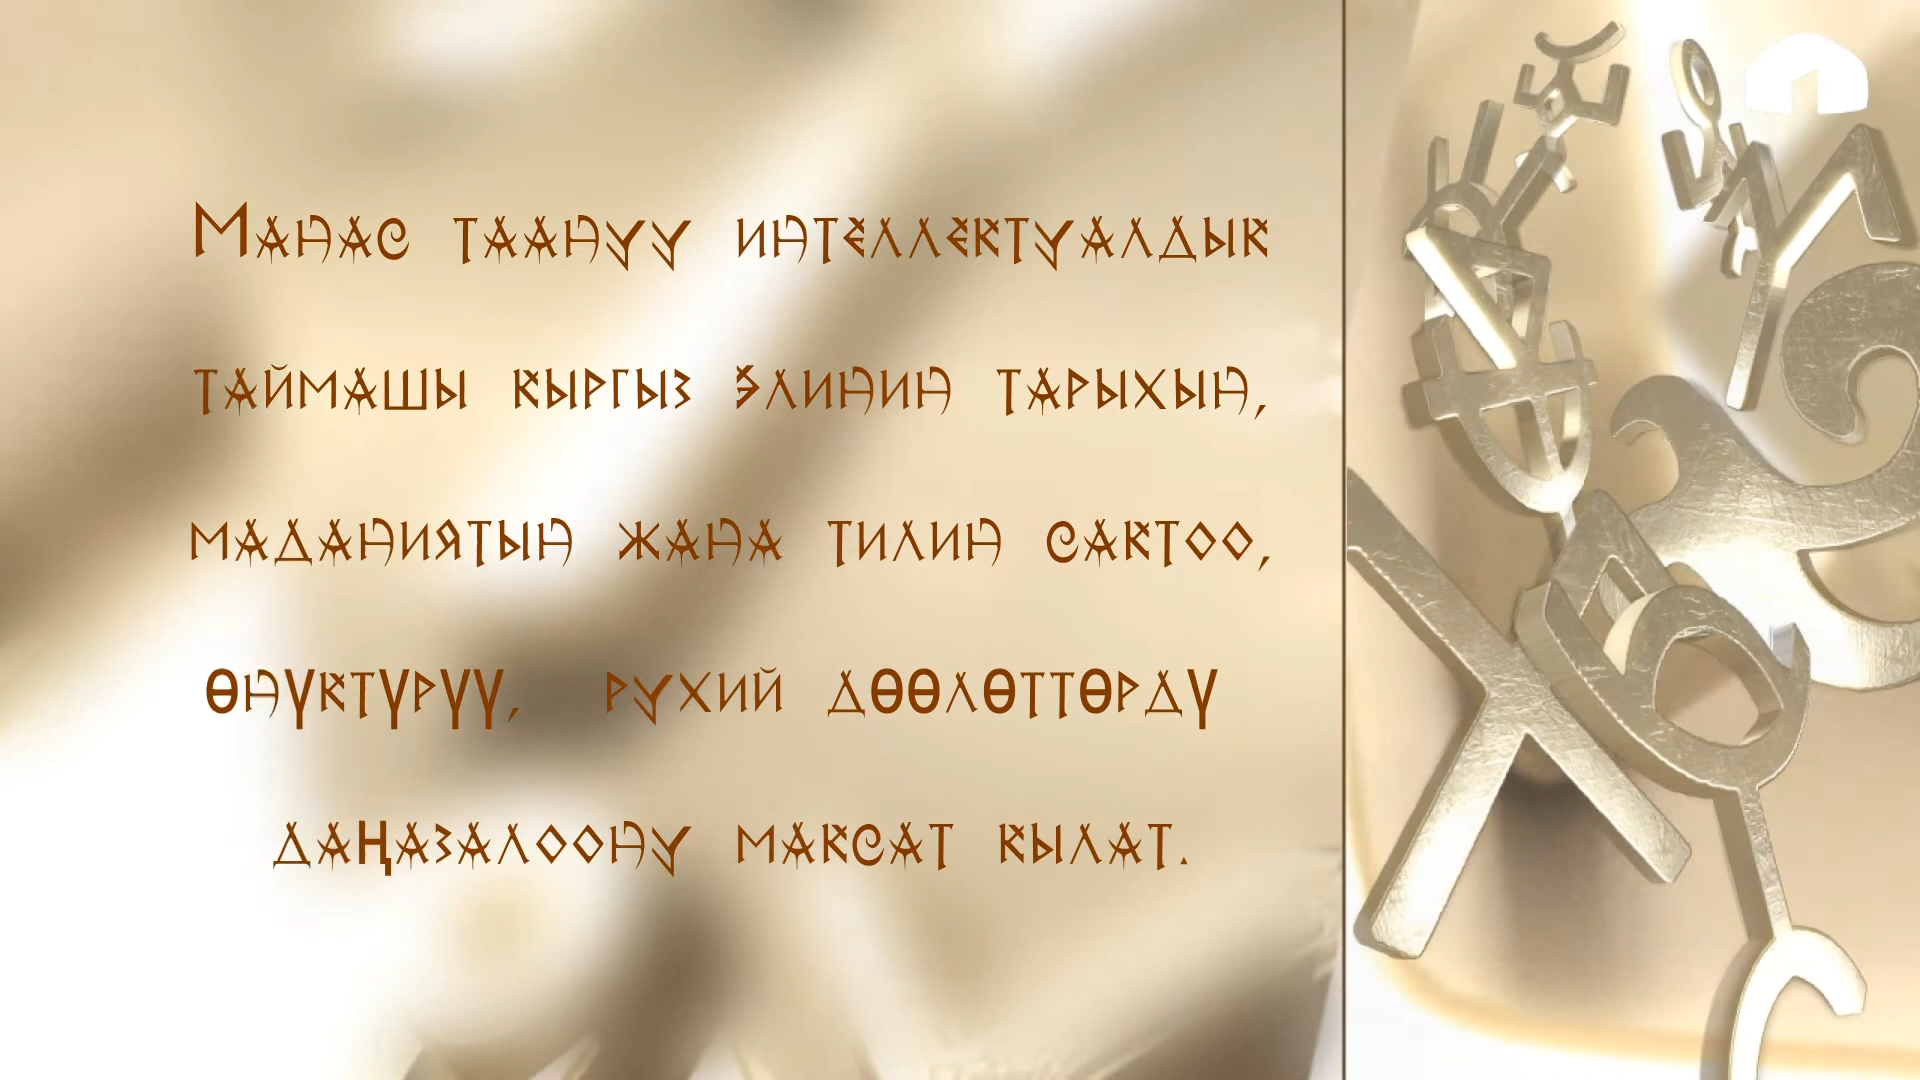 Манас таануу интеллектуалдык
таймашы кыргыз элинин тарыхын,
маданиятын жана тилин сактоо,
өнүктүрүү, рухий дөөлөттөрдү
даңазалоону максат кылат.